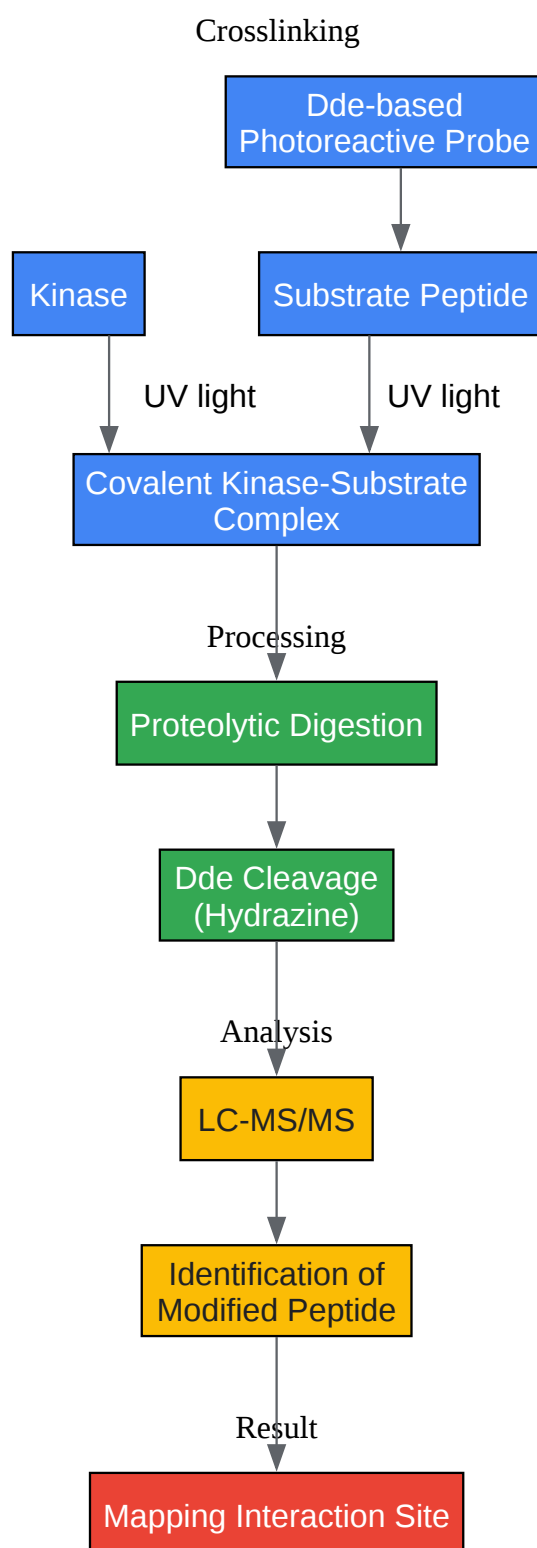 Crosslinking
Dde-based
Photoreactive Probe
Kinase
Substrate Peptide
UV light
UV light
Covalent Kinase-Substrate
Complex
Processing
Proteolytic Digestion
Dde Cleavage
(Hydrazine)
Analysis
LC-MS/MS
Identification of
Modified Peptide
Result
Mapping Interaction Site